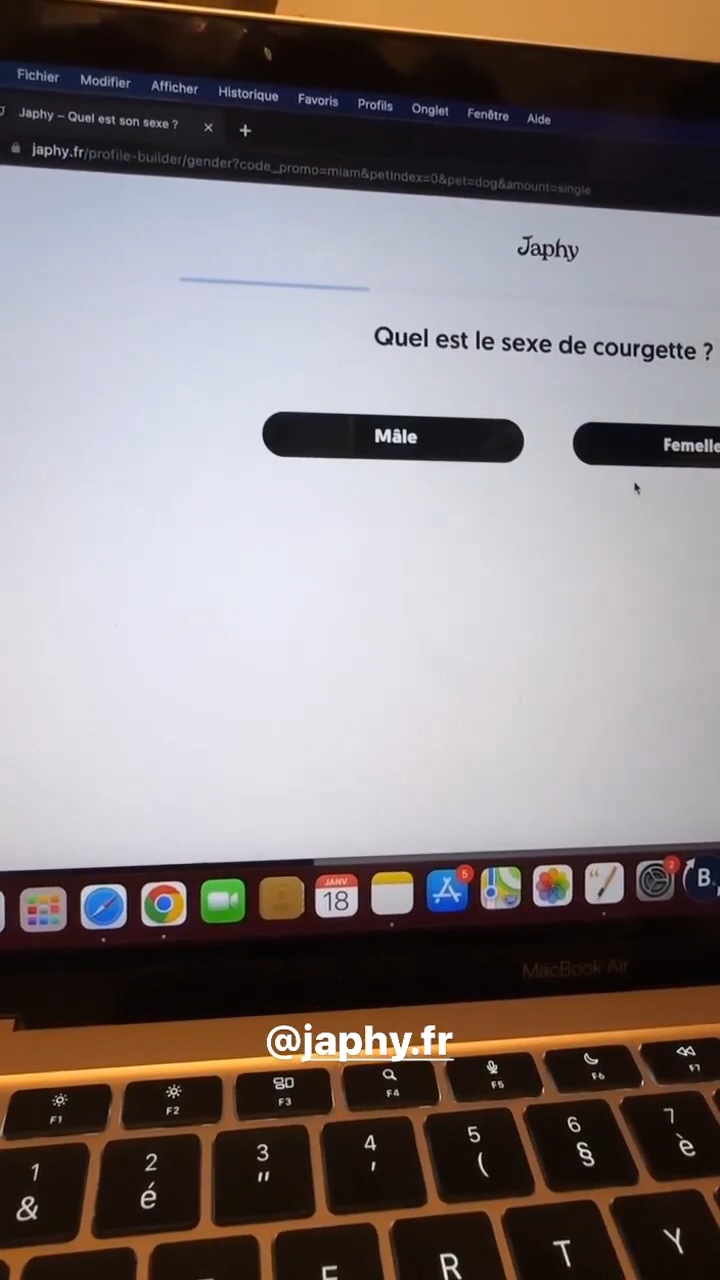 Fichier Modifier Afficher Historique Favoris Profils Onglet Fenêtre Aide
Japhy – Quel est son sexe ? × +
japhy.fr/profile-builder/gender?code_promo=miam&petIndex=0&pet=dog&amount=single
Japhy
Quel est le sexe de courgette ?
Mâle Femelle
JANV
18
5
2
B.
MacBook Air
@japhy.fr
F1 F2 F3 F4 F5 F6 F7
1 2 3 4 5 6 7
& é " ' ( § è
E R T Y